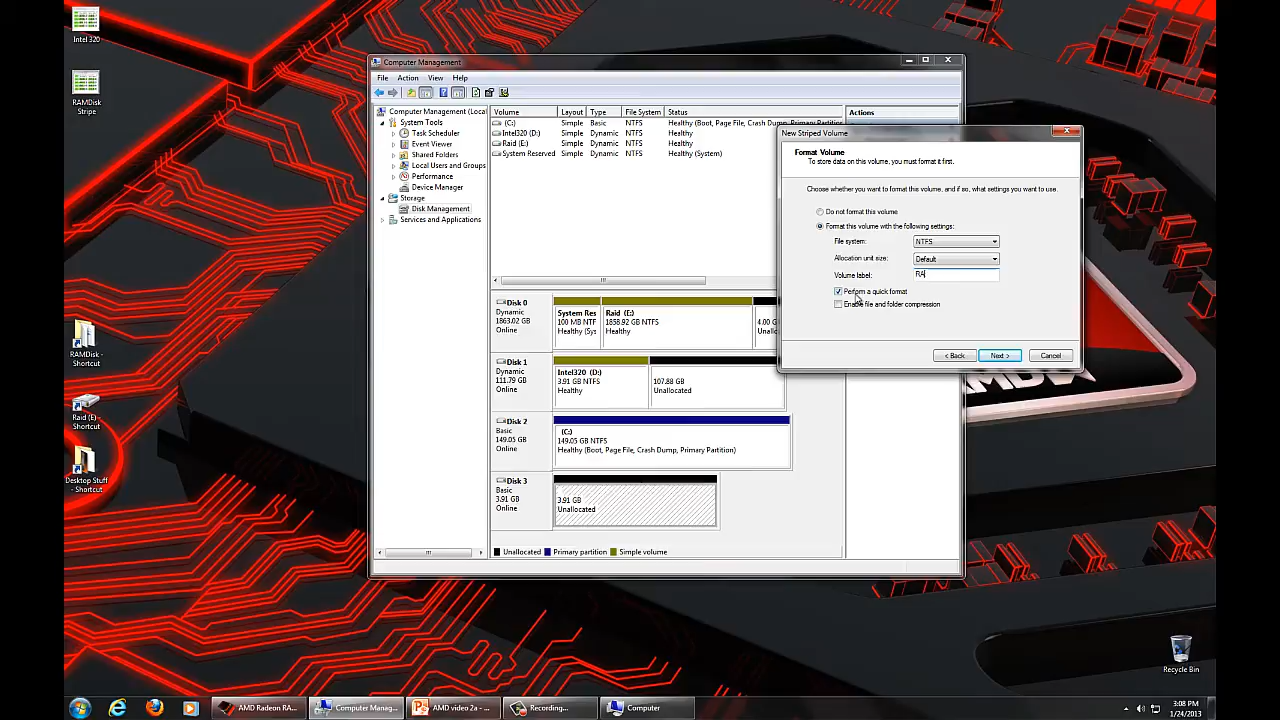 Intel 320
RAMDisk
Stripe
RAMDisk -
Shortcut
Raid (E) -
Shortcut
Desktop Stuff
- Shortcut
Computer Management
File Action View Help
Computer Management (Local
System Tools
Task Scheduler
Event Viewer
Shared Folders
Local Users and Groups
Performance
Device Manager
Storage
Disk Management
Services and Applications
Volume Layout Type File System Status
(C:) Simple Basic NTFS Healthy (Boot, Page File, Crash Dump, Primary Partition)
Intel320 (D:) Simple Dynamic NTFS Healthy
Raid (E:) Simple Dynamic NTFS Healthy
System Reserved Simple Dynamic NTFS Healthy (System)
Actions
Disk 0
Dynamic
1863.02 GB
Online
System Res
100 MB NTF
Healthy (Sys
Raid (E:)
1858.92 GB NTFS
Healthy
4.00 G
Disk 1
Dynamic
111.79 GB
Online
Intel320 (D:)
3.91 GB NTFS
Healthy
107.88 GB
Unallocated
Disk 2
Basic
149.05 GB
Online
(C:)
149.05 GB NTFS
Healthy (Boot, Page File, Crash Dump, Primary Partition)
Disk 3
Basic
3.91 GB
Online
3.91 GB
Unallocated
Unallocated Primary partition Simple volume
New Striped Volume
Format Volume
To store data on this volume, you must format it first.
Choose whether you want to format this volume, and if so, what settings you want to use.
Do not format this volume
Format this volume with the following settings:
File system: NTFS
Allocation unit size: Default
Volume label: RA
Perform a quick format
Enable file and folder compression
< Back Next > Cancel
Recycle Bin
AMD Radeon RA...
Computer Manag...
AMD video 2a - ...
Recording...
Computer
3:08 PM
1/24/2013